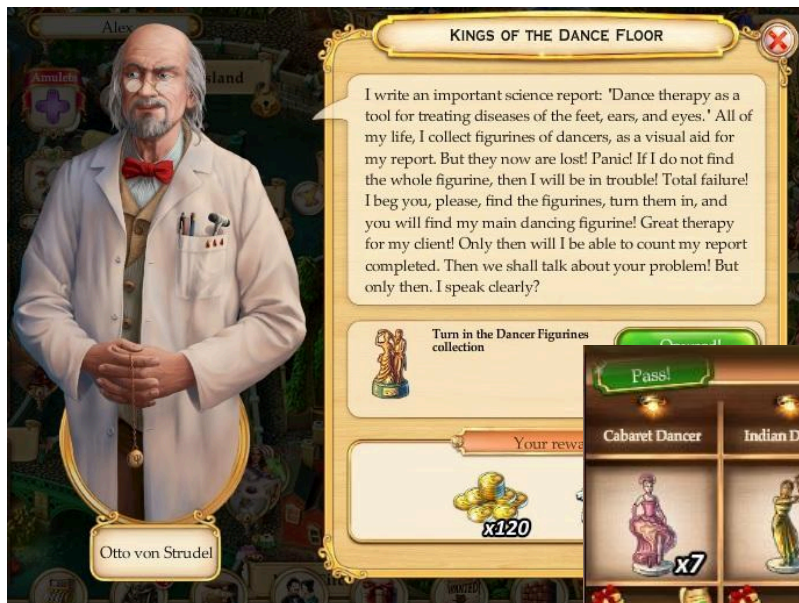 Alex
KINGS OF THE DANCE FLOOR
Amulets
sland
I write an important science report: 'Dance therapy as a
tool for treating diseases of the feet, ears, and eyes.' All of
my life, I collect figurines of dancers, as a visual aid for
my report. But they now are lost! Panic! If I do not find
the whole figurine, then I will be in trouble! Total failure!
I beg you, please, find the figurines, turn them in, and
you will find my main dancing figurine! Great therapy
for my client! Only then will I be able to count my report
completed. Then we shall talk about your problem! But
only then. I speak clearly?
Turn in the Dancer Figurines
collection
Your rewa
x120
Otto von Strudel
Pass!
Cabaret Dancer
Indian D
x7